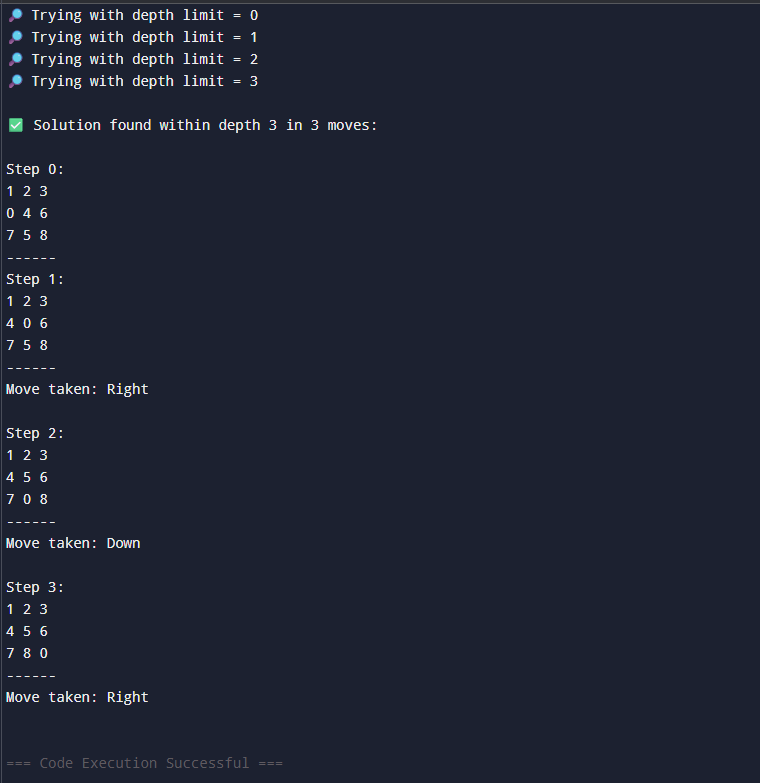 🔎 Trying with depth limit = 0
🔎 Trying with depth limit = 1
🔎 Trying with depth limit = 2
🔎 Trying with depth limit = 3
✅ Solution found within depth 3 in 3 moves:
Step 0:
1 2 3
0 4 6
7 5 8
------
Step 1:
1 2 3
4 0 6
7 5 8
------
Move taken: Right
Step 2:
1 2 3
4 5 6
7 0 8
------
Move taken: Down
Step 3:
1 2 3
4 5 6
7 8 0
------
Move taken: Right
=== Code Execution Successful ===